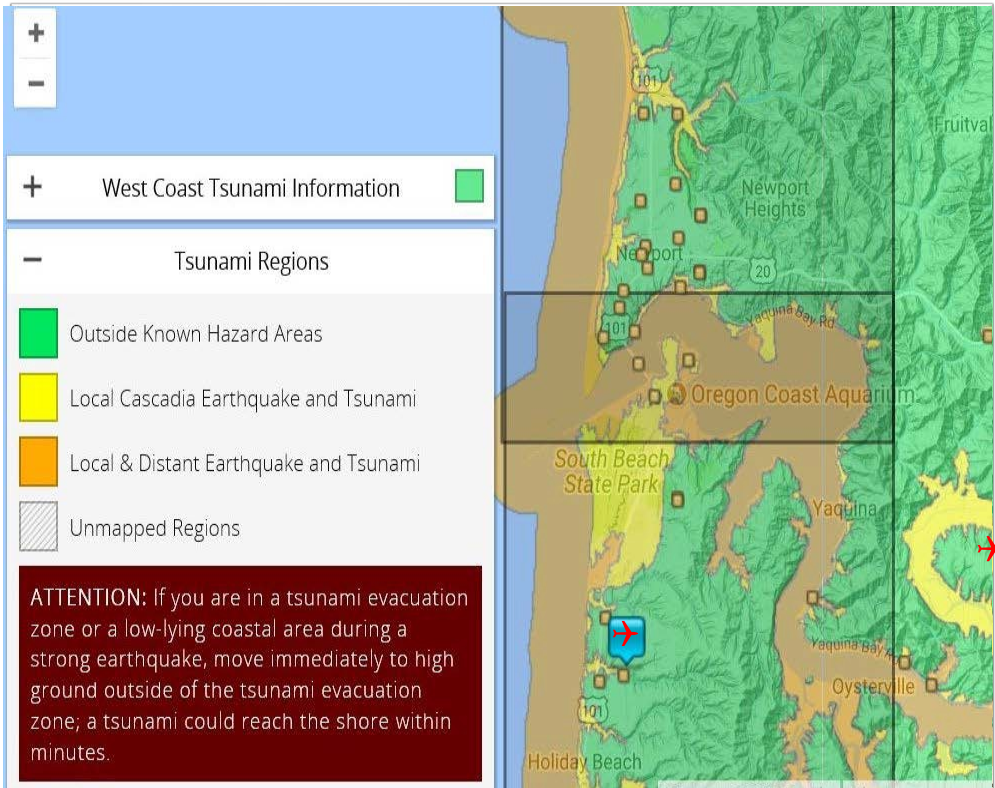 +
−
+ West Coast Tsunami Information
− Tsunami Regions
Outside Known Hazard Areas
Local Cascadia Earthquake and Tsunami
Local & Distant Earthquake and Tsunami
Unmapped Regions
ATTENTION: If you are in a tsunami evacuation
zone or a low-lying coastal area during a
strong earthquake, move immediately to high
ground outside of the tsunami evacuation
zone; a tsunami could reach the shore within
minutes.
101
Fruitval
Newport
Heights
Newport
20
101
Yaquina Bay Rd
Oregon Coast Aquarium
South Beach
State Park
Yaquina
Yaquina Bay
Oysterville
101
Holiday Beach